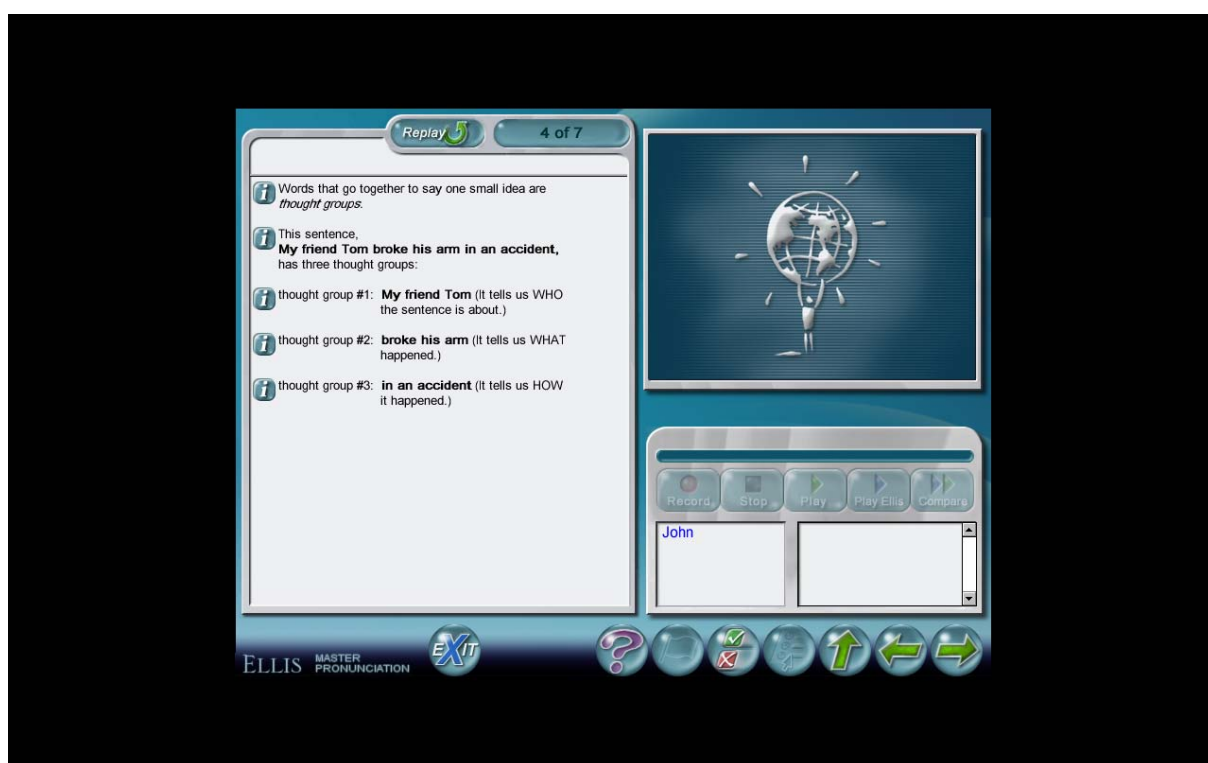 Replay
4 of 7
Words that go together to say one small idea are
thought groups.
This sentence,
My friend Tom broke his arm in an accident,
has three thought groups:
thought group #1: My friend Tom (It tells us WHO
the sentence is about.)
thought group #2: broke his arm (It tells us WHAT
happened.)
thought group #3: in an accident (It tells us HOW
it happened.)
Record
Stop
Play
Play Ellis
Compare
John
ELLIS MASTER
PRONUNCIATION
EXIT